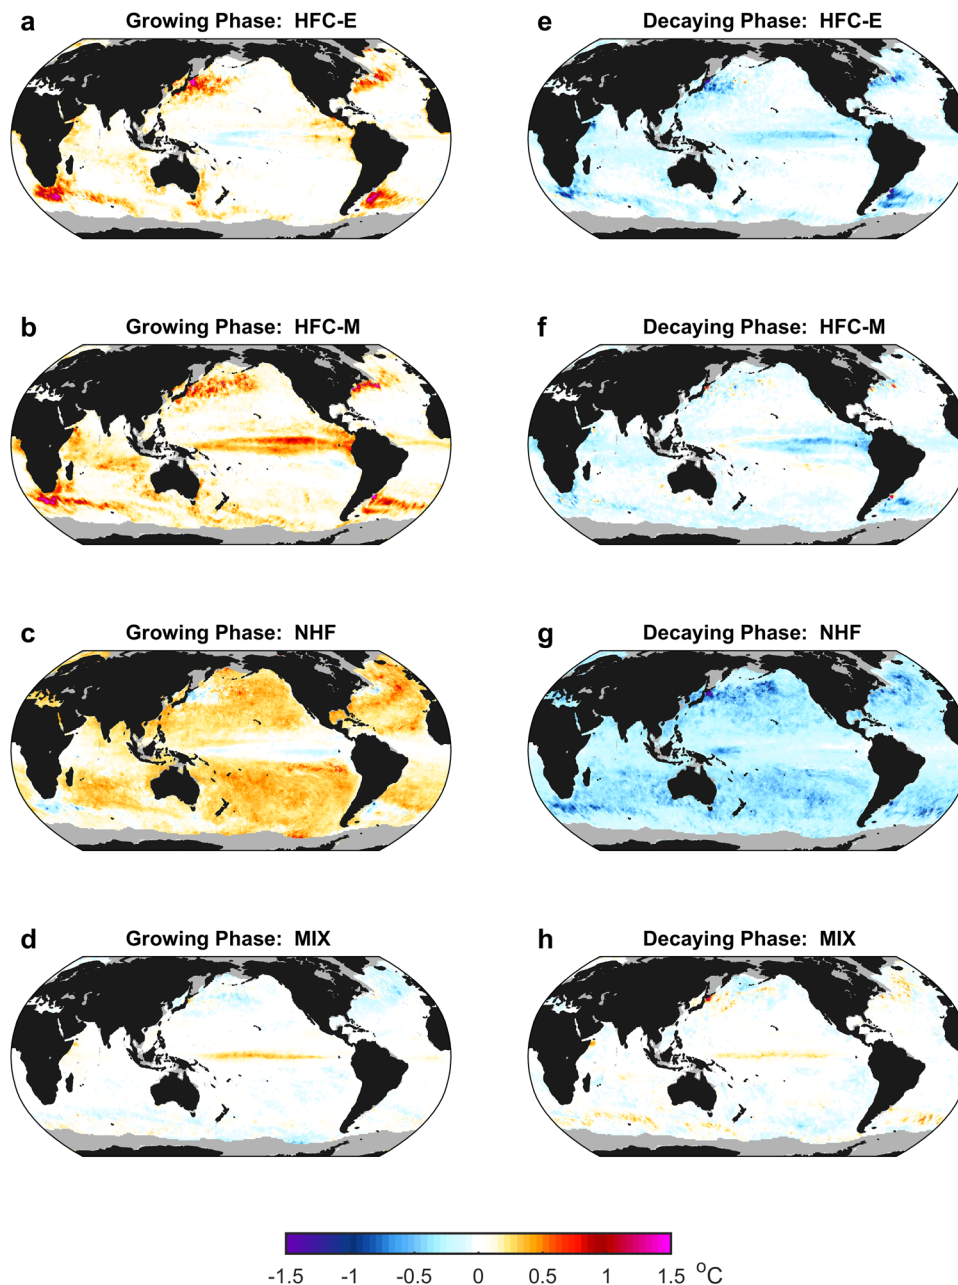 a Growing Phase: HFC-E
e Decaying Phase: HFC-E
b Growing Phase: HFC-M
f Decaying Phase: HFC-M
c Growing Phase: NHF
g Decaying Phase: NHF
d Growing Phase: MIX
h Decaying Phase: MIX
-1.5 -1 -0.5 0 0.5 1 1.5 °C